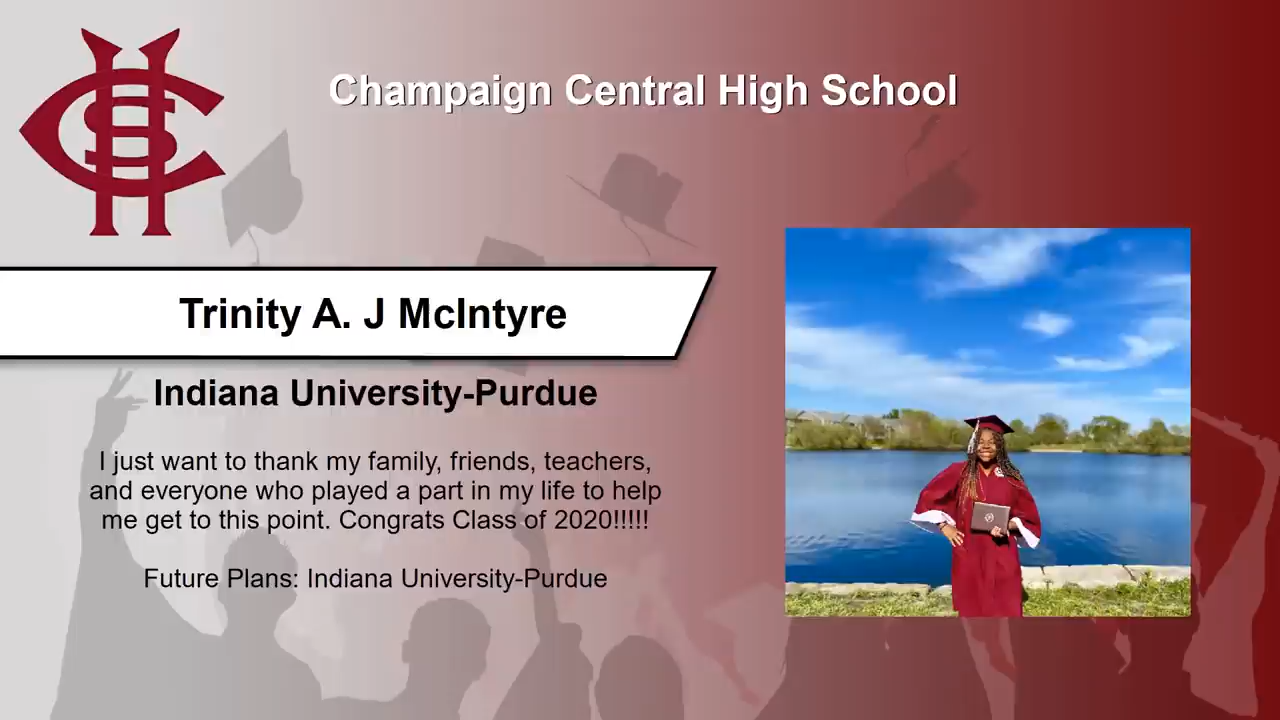 Champaign Central High School
Trinity A. J McIntyre
Indiana University-Purdue
I just want to thank my family, friends, teachers,
and everyone who played a part in my life to help
me get to this point. Congrats Class of 2020!!!!!
Future Plans: Indiana University-Purdue